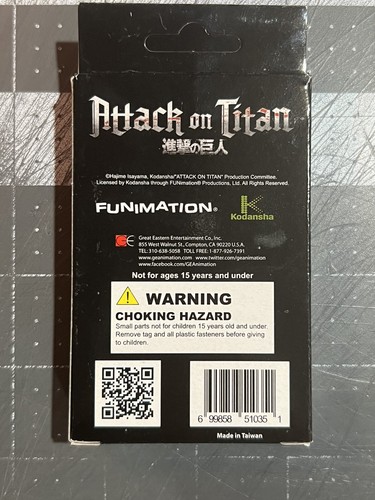 Attack on Titan
進撃の巨人
©Hajime Isayama, Kodansha/"ATTACK ON TITAN" Production Committee.
Licensed by Kodansha through FUNimation® Productions, Ltd. All Rights Reserved.
FUNIMATION®
Kodansha
GE
Great Eastern Entertainment Co., Inc.
855 West Walnut St., Compton, CA 90220 U.S.A.
TEL: 310-638-5058 TOLL FREE: 1-877-926-7391
www.geanimation.com www.twitter.com/geanimation
www.facebook.com/GEAnimation
Not for ages 15 years and under
WARNING
CHOKING HAZARD
Small parts not for children 15 years old and under.
Remove tag and all plastic fasteners before giving
to children.
6 99858 51035 1
Made in Taiwan